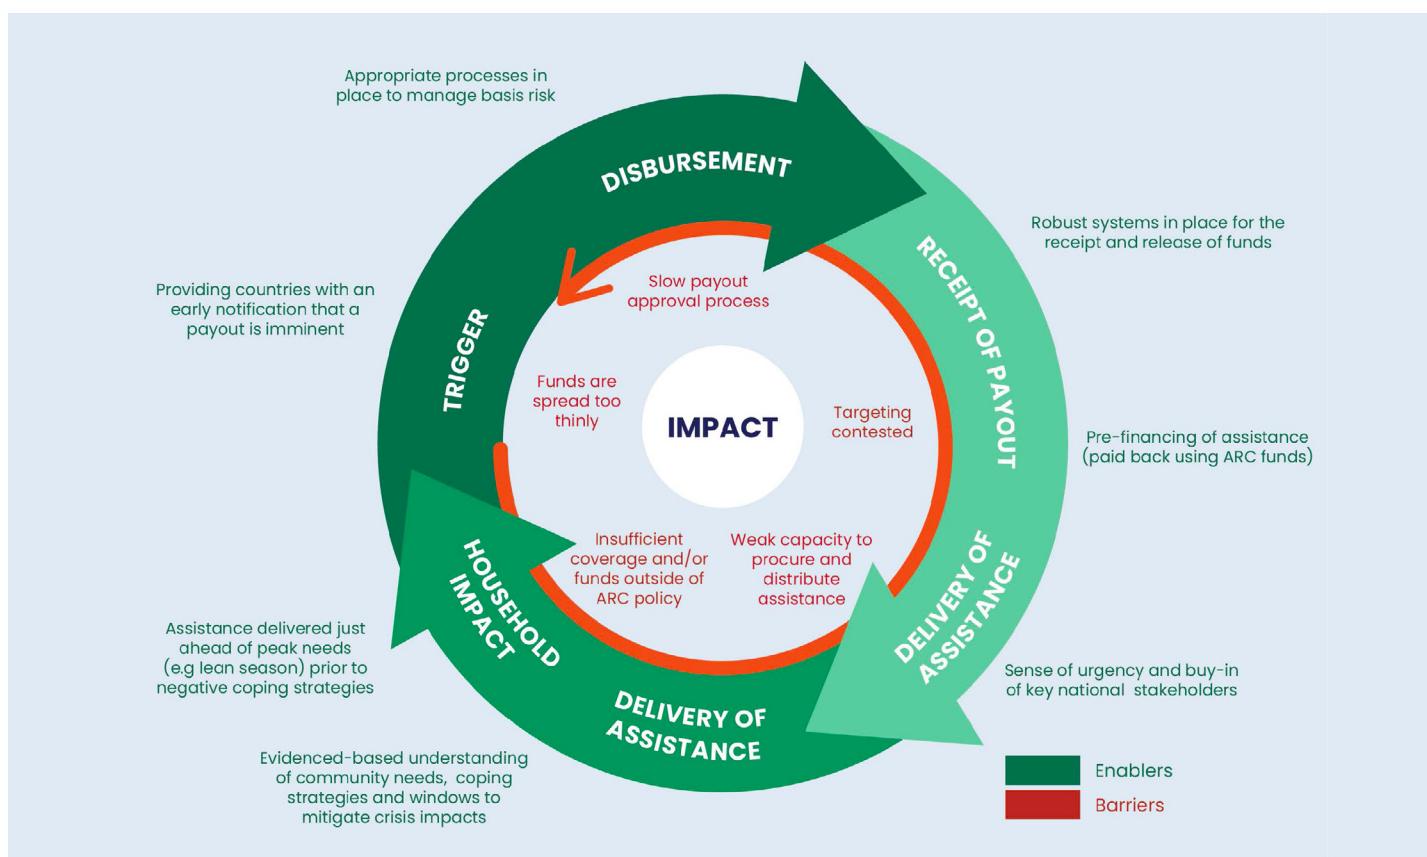 Appropriate processes in
place to manage basis risk
DISBURSEMENT
Robust systems in place for the
receipt and release of funds
RECEIPT OF PAYOUT
Providing countries with an
early notification that a
payout is imminent
TRIGGER
Slow payout
approval process
Funds are
spread too
thinly
IMPACT
Targeting
contested
Pre-financing of assistance
(paid back using ARC funds)
Insufficient
coverage and/or
funds outside of
ARC policy
Weak capacity to
procure and
distribute
assistance
DELIVERY OF
ASSISTANCE
HOUSEHOLD
IMPACT
Assistance delivered just
ahead of peak needs
(e.g lean season) prior to
negative coping strategies
Sense of urgency and buy-in
of key national stakeholders
DELIVERY OF
ASSISTANCE
Evidenced-based understanding
of community needs, coping
strategies and windows to
mitigate crisis impacts
Enablers
Barriers